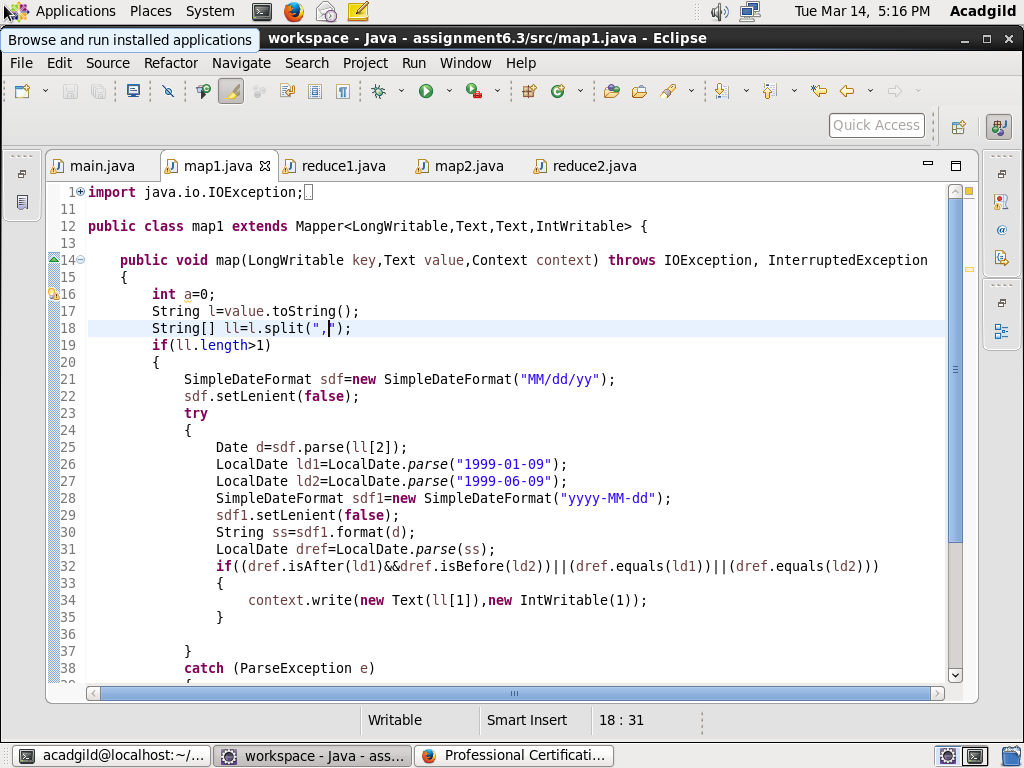 Applications Places System Tue Mar 14, 5:16 PM Acadgild
Browse and run installed applications
workspace - Java - assignment6.3/src/map1.java - Eclipse
File Edit Source Refactor Navigate Search Project Run Window Help
Quick Access
main.java map1.java reduce1.java map2.java reduce2.java
1 import java.io.IOException;
11
12 public class map1 extends Mapper<LongWritable,Text,Text,IntWritable> {
13
14 public void map(LongWritable key,Text value,Context context) throws IOException, InterruptedException
15 {
16 int a=0;
17 String l=value.toString();
18 String[] ll=l.split(",");
19 if(ll.length>1)
20 {
21 SimpleDateFormat sdf=new SimpleDateFormat("MM/dd/yy");
22 sdf.setLenient(false);
23 try
24 {
25 Date d=sdf.parse(ll[2]);
26 LocalDate ld1=LocalDate.parse("1999-01-09");
27 LocalDate ld2=LocalDate.parse("1999-06-09");
28 SimpleDateFormat sdf1=new SimpleDateFormat("yyyy-MM-dd");
29 sdf1.setLenient(false);
30 String ss=sdf1.format(d);
31 LocalDate dref=LocalDate.parse(ss);
32 if((dref.isAfter(ld1)&&dref.isBefore(ld2))||(dref.equals(ld1))||(dref.equals(ld2)))
33 {
34 context.write(new Text(ll[1]),new IntWritable(1));
35 }
36
37 }
38 catch (ParseException e)
Writable Smart Insert 18 : 31
acadgild@localhost:~/... workspace - Java - ass... Professional Certificati...